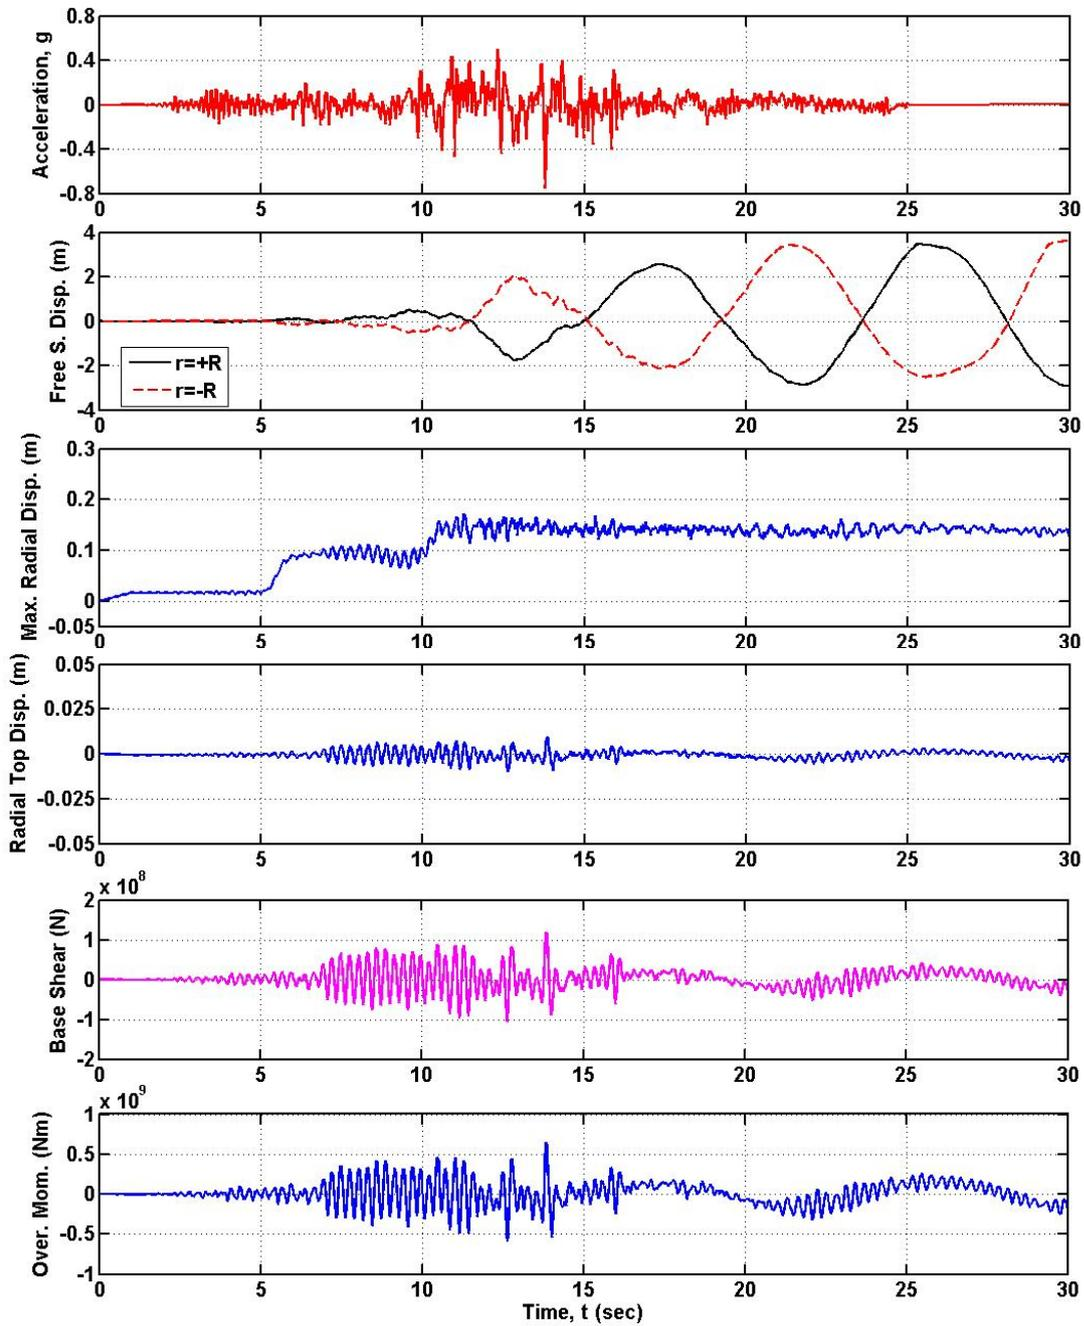 Acceleration, g
0.8
0.4
0
-0.4
-0.8
0 5 10 15 20 25 30
Free S. Disp. (m)
4
2
0
-2
-4
r=+R
r=-R
0 5 10 15 20 25 30
Max. Radial Disp. (m)
0.3
0.2
0.1
0
-0.05
0 5 10 15 20 25 30
Radial Top Disp. (m)
0.05
0.025
0
-0.025
-0.05
0 5 10 15 20 25 30
x 10^8
Base Shear (N)
2
1
0
-1
-2
0 5 10 15 20 25 30
x 10^9
Over. Mom. (Nm)
1
0.5
0
-0.5
-1
0 5 10 15 20 25 30
Time, t (sec)